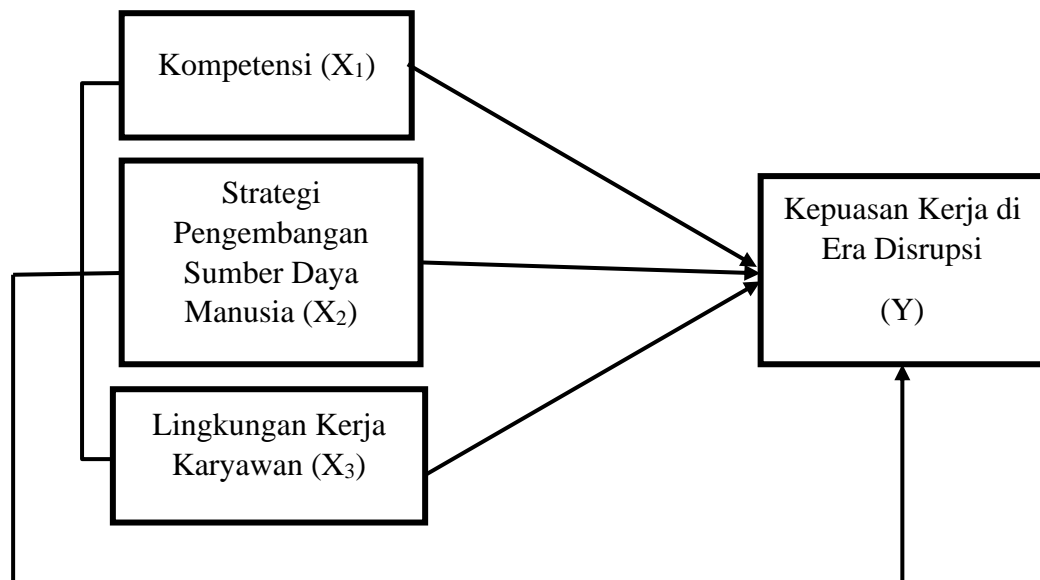 Kompetensi (X₁)
Strategi
Pengembangan
Sumber Daya
Manusia (X₂)
Lingkungan Kerja
Karyawan (X₃)
Kepuasan Kerja di
Era Disrupsi
(Y)